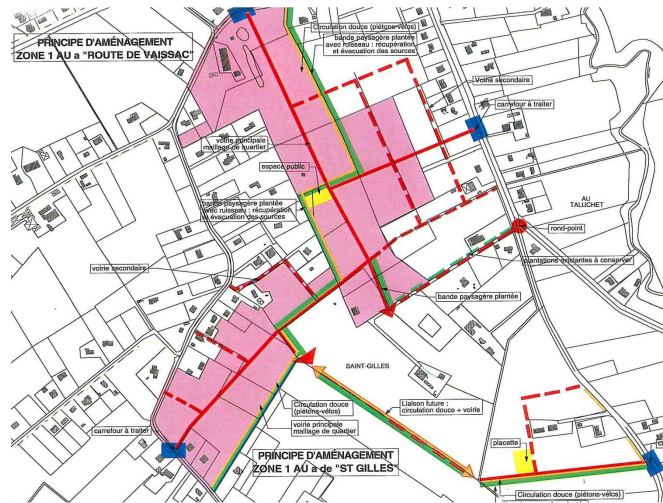 PRINCIPE D'AMÉNAGEMENT
ZONE 1 AU a "ROUTE DE VAISSAC"
Circulation douce (piétons-vélos)
bande paysagère plantée
avec ruisseau : récupération
et évacuation des sources
Voirie secondaire
carrefour à traiter
voirie principale
maillage de quartier
espace public
bande paysagère plantée
avec ruisseau : récupération
et évacuation des sources
AU
TALUCHET
rond-point
plantations existantes à conserver
voirie secondaire
bande paysagère plantée
SAINT-GILLES
Liaison future :
circulation douce + voirie
Circulation douce
(piétons-vélos)
voirie principale
maillage de quartier
carrefour à traiter
placette
PRINCIPE D'AMÉNAGEMENT
ZONE 1 AU a de "ST GILLES"
Circulation douce (piétons-vélos)